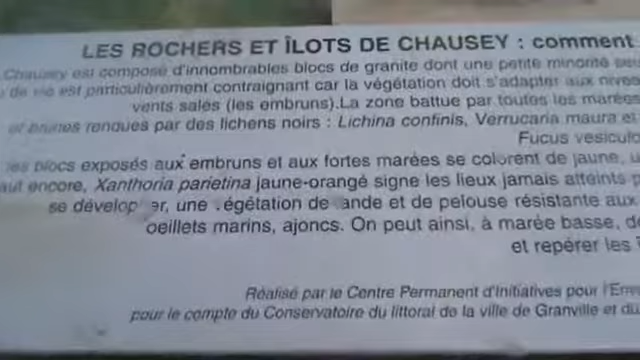 LES ROCHERS ET ÎLOTS DE CHAUSEY : comment
Chausey est composé d'innombrables blocs de granite dont une petite minorité
de vie est particulièrement contraignant car la végétation doit s'adapter aux
vents salés (les embruns).La zone battue par toutes les marées
et brunes rendues par des lichens noirs : Lichina confinis, Verrucaria maura et
Fucus
les blocs exposés aux embruns et aux fortes marées se colorent de jaune,
encore, Xanthoria parietina jaune-orangé signe les lieux jamais atteints
se développer, une végétation de lande et de pelouse résistante aux
oeillets marins, ajoncs. On peut ainsi, à marée basse,
et repérer les
Réalisé par le Centre Permanent d'Initiatives pour
pour le compte du Conservatoire du littoral de la ville de Granville et du